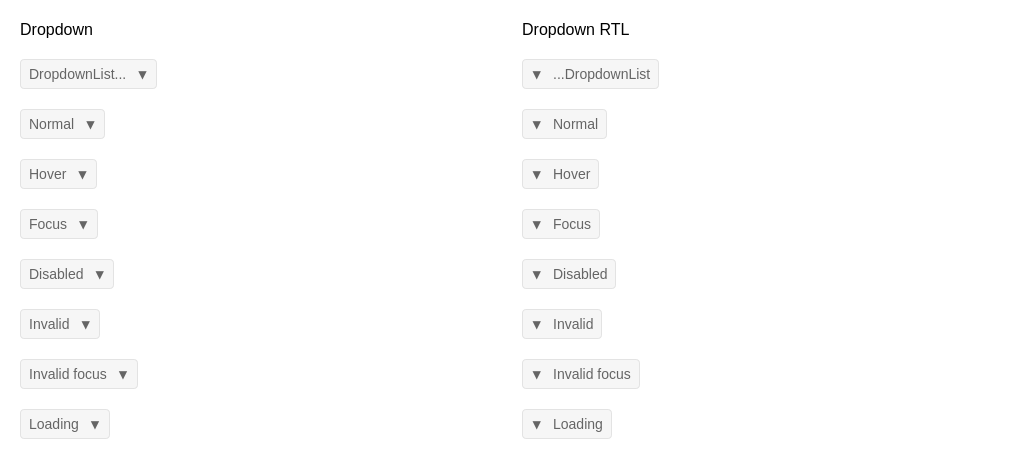 Dropdown
DropdownList... ▼
Normal ▼
Hover ▼
Focus ▼
Disabled ▼
Invalid ▼
Invalid focus ▼
Loading ▼
Dropdown RTL
▼ ...DropdownList
▼ Normal
▼ Hover
▼ Focus
▼ Disabled
▼ Invalid
▼ Invalid focus
▼ Loading